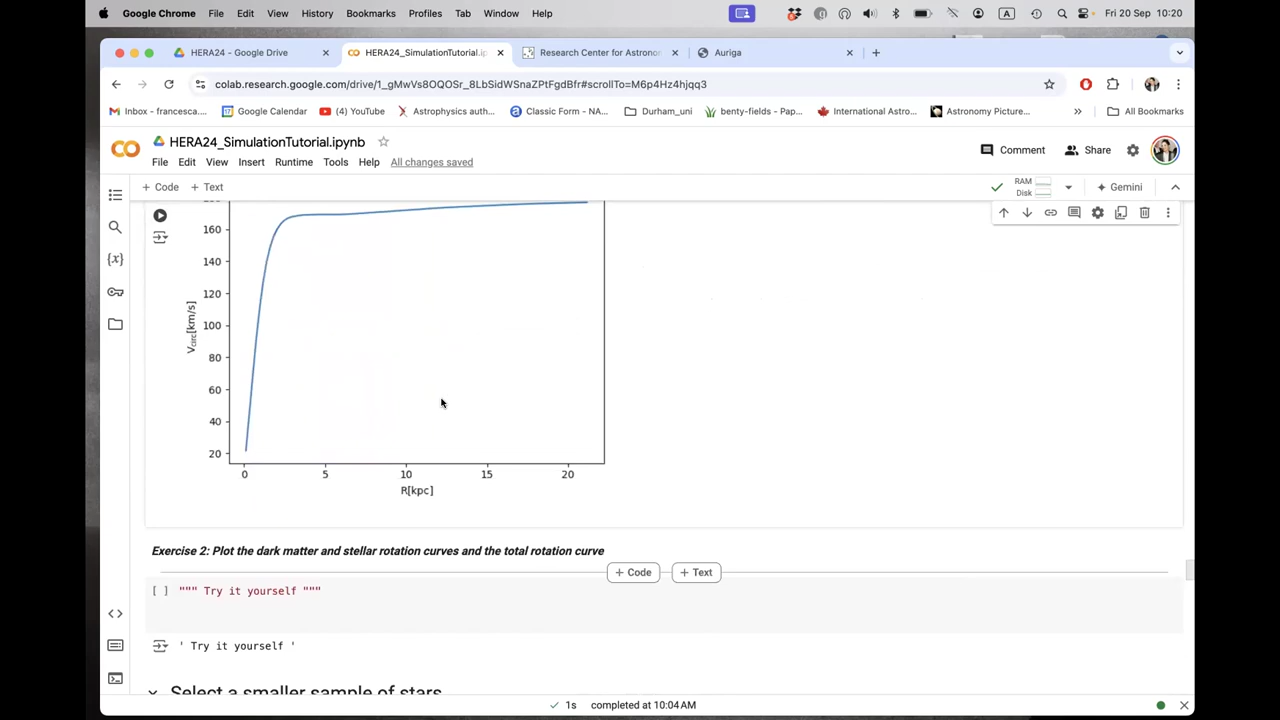 Google Chrome File Edit View History Bookmarks Profiles Tab Window Help A Fri 20 Sep 10:20
HERA24 - Google Drive HERA24_SimulationTutorial.ip Research Center for Astronom Auriga
colab.research.google.com/drive/1_gMwVs8OQOSr_8LbSidWSnaZPtFgdBfr#scrollTo=M6p4Hz4hjqq3
Inbox - francesca.... Google Calendar (4) YouTube Astrophysics auth... Classic Form - NA... Durham_uni benty-fields - Pap... International Astro... Astronomy Picture... » All Bookmarks
HERA24_SimulationTutorial.ipynb
File Edit View Insert Runtime Tools Help All changes saved
Comment Share
+ Code + Text
RAM
Disk
Gemini
160
140
120
100
80
60
40
20
Vcirc[km/s]
0 5 10 15 20
R[kpc]
Exercise 2: Plot the dark matter and stellar rotation curves and the total rotation curve
+ Code + Text
[ ] """ Try it yourself """
' Try it yourself '
Select a smaller sample of stars
1s completed at 10:04 AM